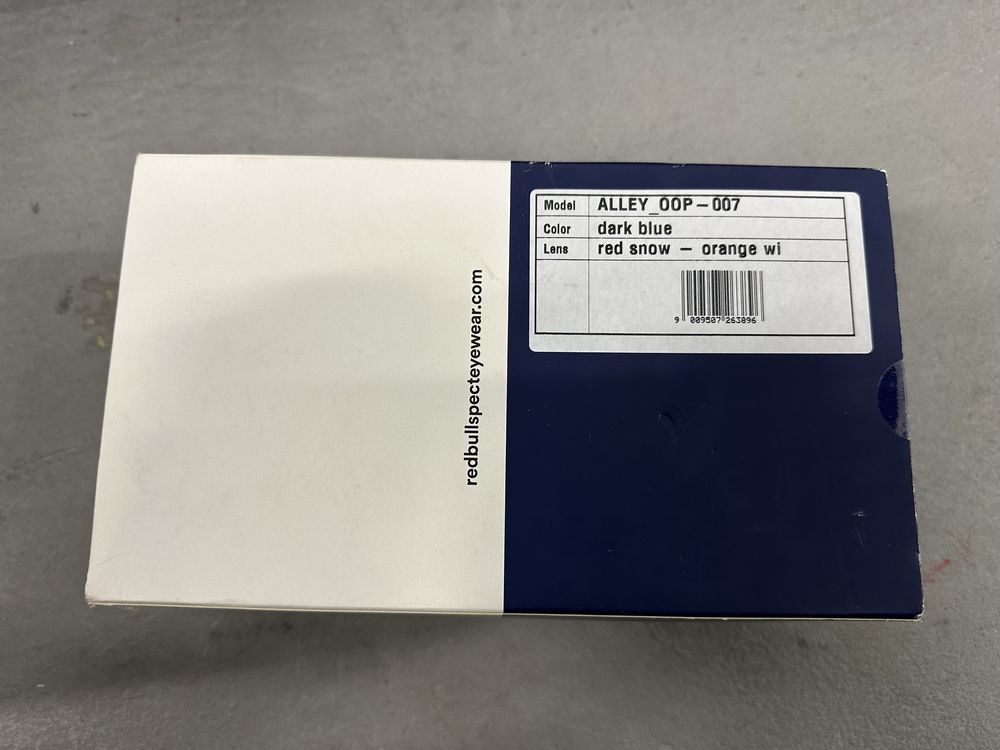 redbullspecteyewear.com
Model ALLEY_OOP-007
Color dark blue
Lens red snow - orange wi
9 009507 263896